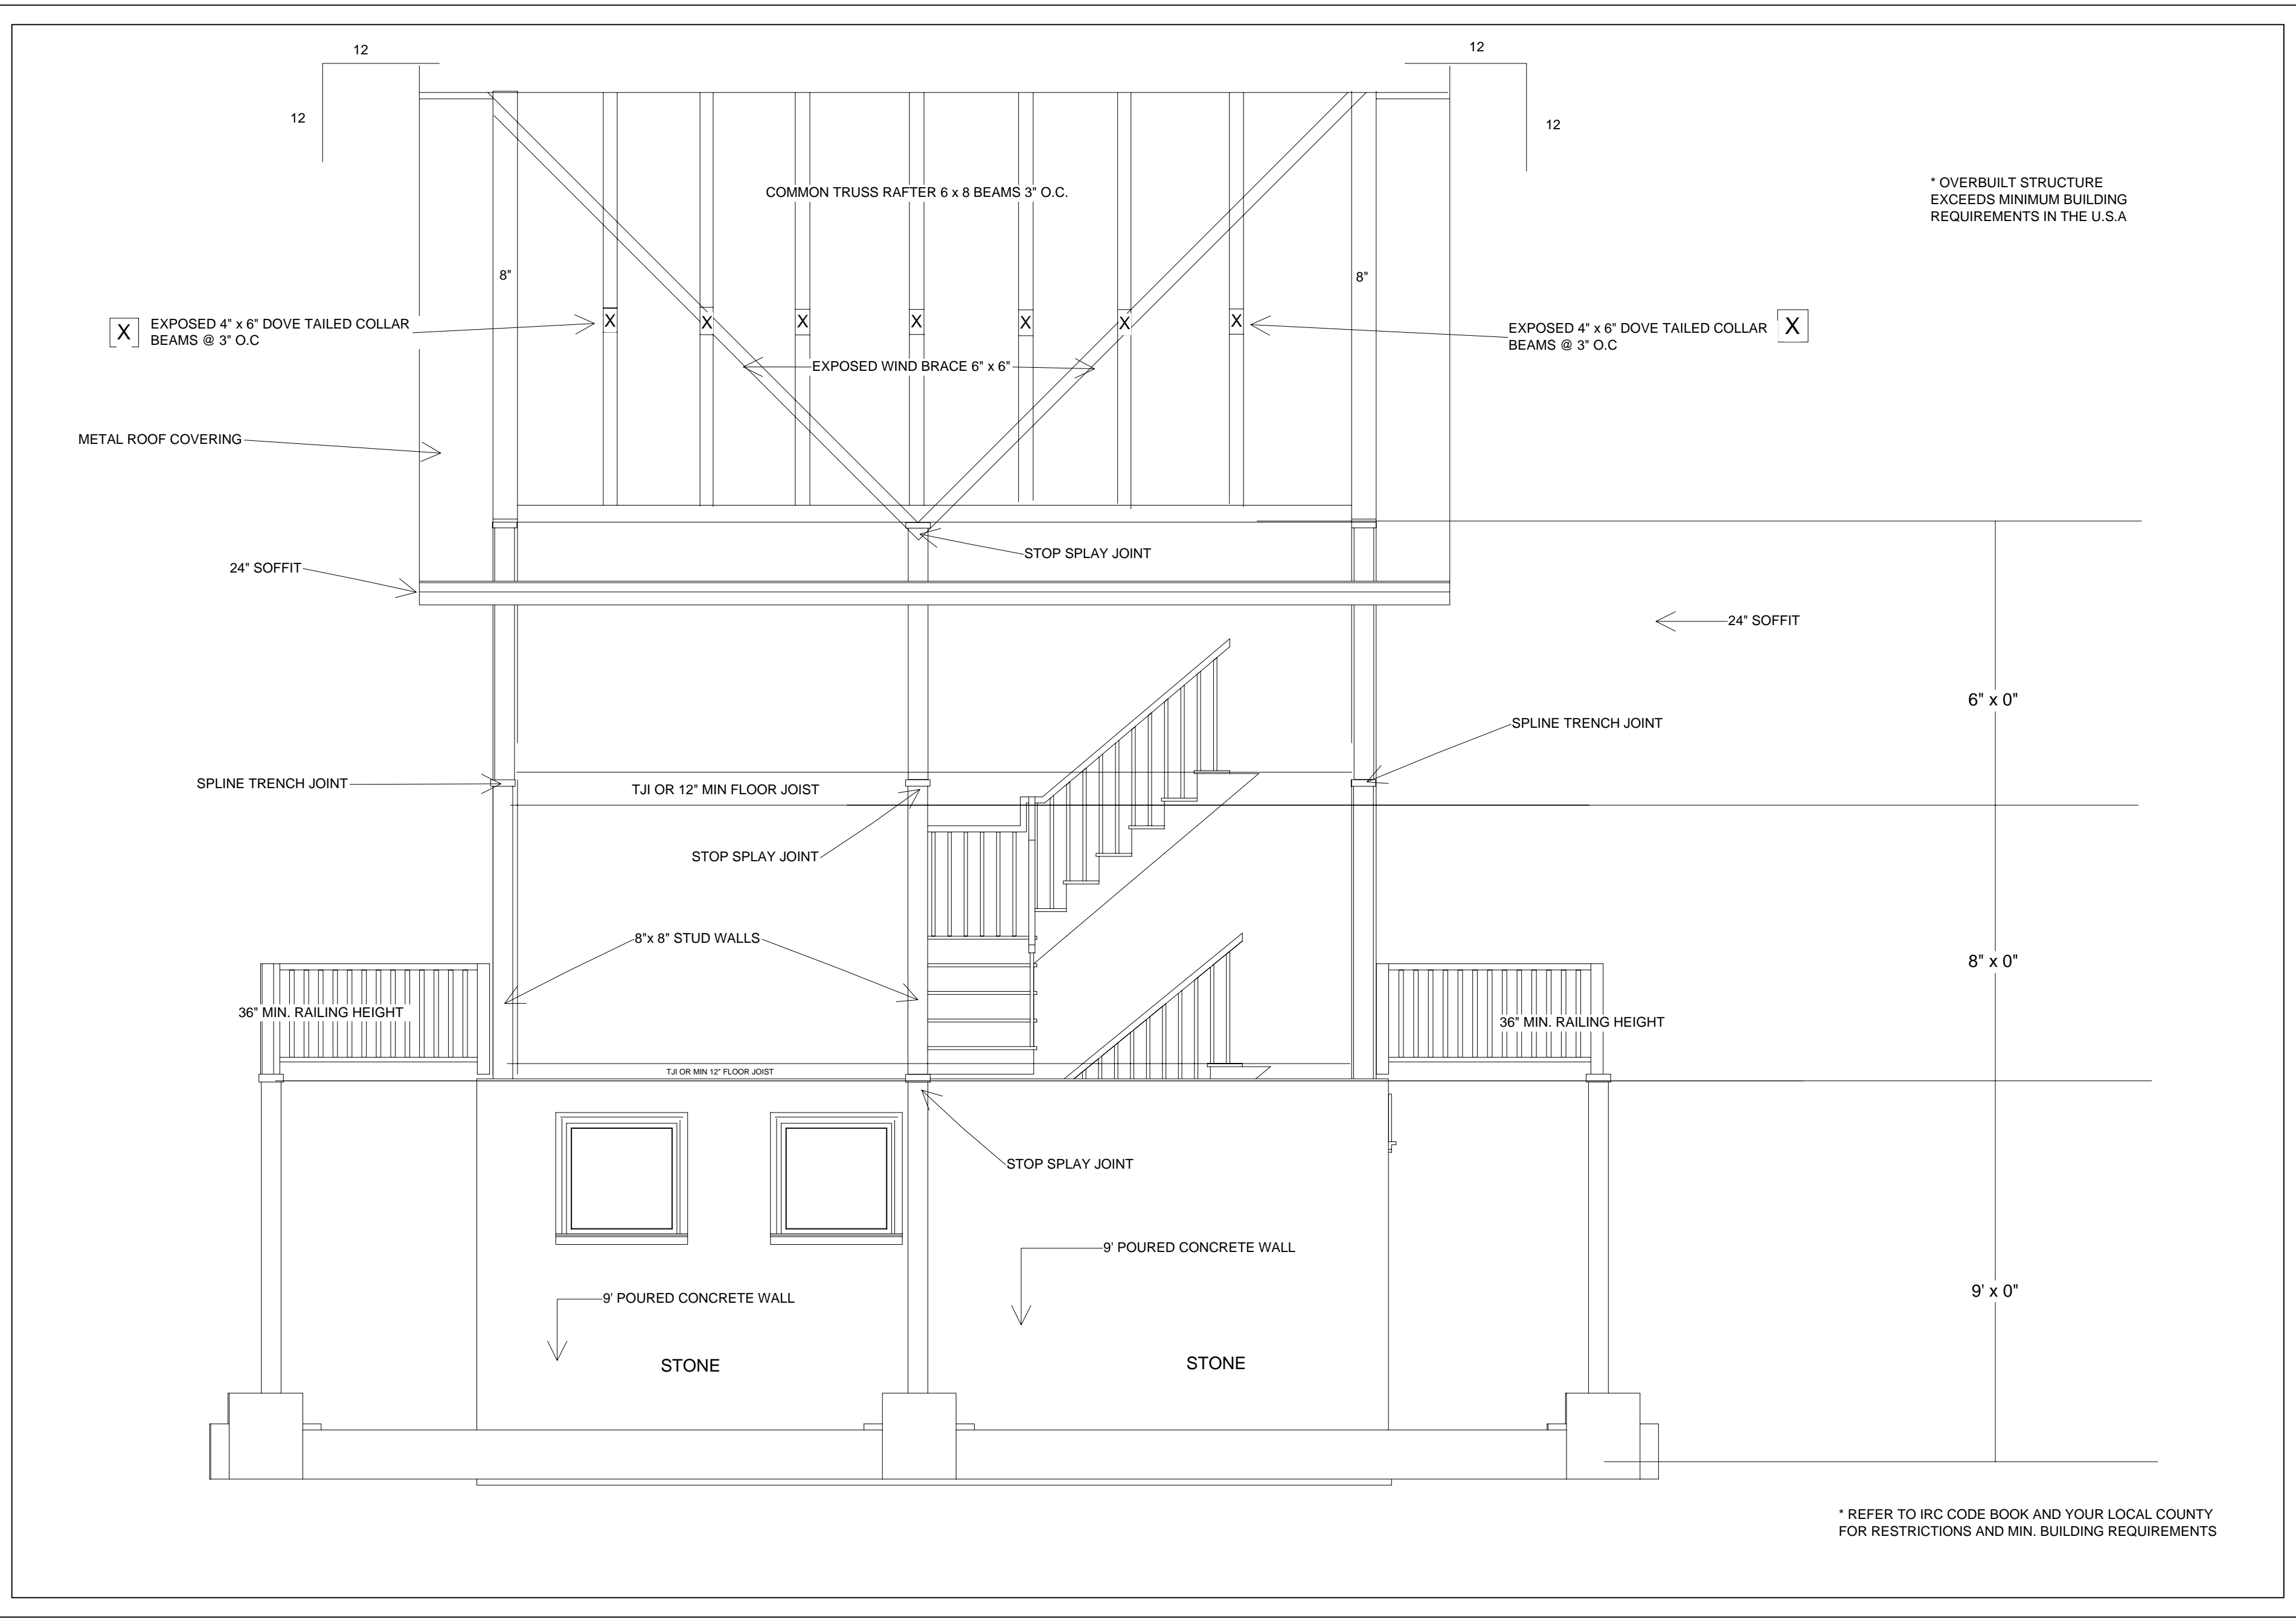 12
12
12
12
COMMON TRUSS RAFTER 6 x 8 BEAMS 3" O.C.
* OVERBUILT STRUCTURE
EXCEEDS MINIMUM BUILDING
REQUIREMENTS IN THE U.S.A
8"
8"
X
EXPOSED 4" x 6" DOVE TAILED COLLAR
BEAMS @ 3" O.C
X
X
X
X
X
X
X
EXPOSED 4" x 6" DOVE TAILED COLLAR
BEAMS @ 3" O.C
X
EXPOSED WIND BRACE 6" x 6"
METAL ROOF COVERING
STOP SPLAY JOINT
24" SOFFIT
24" SOFFIT
6" x 0"
SPLINE TRENCH JOINT
SPLINE TRENCH JOINT
TJI OR 12" MIN FLOOR JOIST
STOP SPLAY JOINT
8"x 8" STUD WALLS
8" x 0"
36" MIN. RAILING HEIGHT
36" MIN. RAILING HEIGHT
TJI OR MIN 12" FLOOR JOIST
STOP SPLAY JOINT
9' POURED CONCRETE WALL
9' POURED CONCRETE WALL
9' x 0"
STONE
STONE
* REFER TO IRC CODE BOOK AND YOUR LOCAL COUNTY
FOR RESTRICTIONS AND MIN. BUILDING REQUIREMENTS